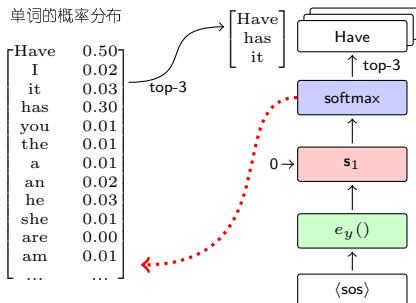 单词的概率分布
Have 0.50
I 0.02
it 0.03
has 0.30
you 0.01
the 0.01
a 0.01
an 0.02
he 0.03
she 0.01
are 0.00
am 0.01
... ...
top-3
Have
has
it
Have
top-3
softmax
0
s₁
e_y()
⟨sos⟩